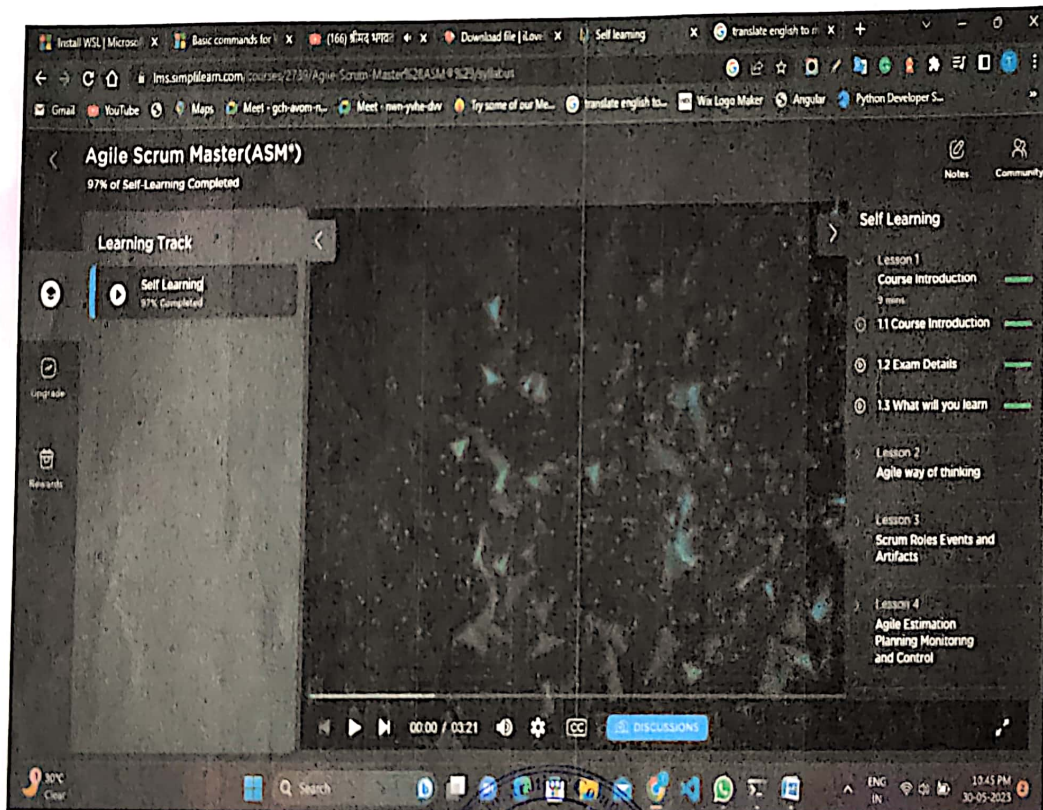 Install WSL | Microsof
Basic commands for
(166) श्रीमद् भगवद
Download file | iLove
Self learning
translate english to m
lms.simplilearn.com/courses/2739/Agile-Scrum-Master%28ASM®%29/syllabus
Gmail
YouTube
Maps
Meet - gch-avom-n...
Meet - nwn-yvhe-dvv
Try some of our Me...
translate english to...
Wix Logo Maker
Angular
Python Developer S...
Agile Scrum Master(ASM®)
97% of Self-Learning Completed
Notes
Community
Learning Track
Self Learning
97% Completed
Upgrade
Rewards
Self Learning
Lesson 1
Course Introduction
9 mins
1.1 Course Introduction
1.2 Exam Details
1.3 What will you learn
Lesson 2
Agile way of thinking
Lesson 3
Scrum Roles Events and
Artifacts
Lesson 4
Agile Estimation
Planning Monitoring
and Control
00:00 / 03:21
CC
DISCUSSIONS
30°C
Clear
Search
ENG
IN
10:45 PM
30-05-2023